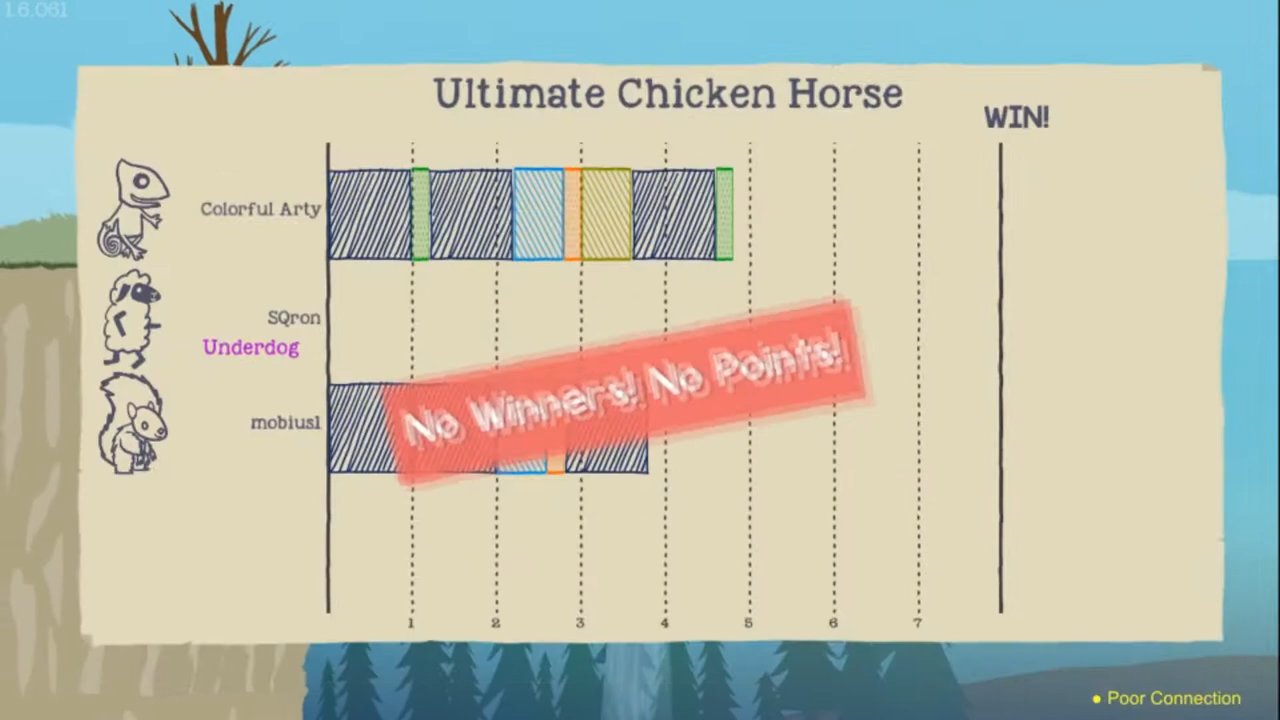 1.6.061
Ultimate Chicken Horse
WIN!
Colorful Arty
SQron
Underdog
No Winners! No Points!
mobius1
1 2 3 4 5 6 7
Poor Connection